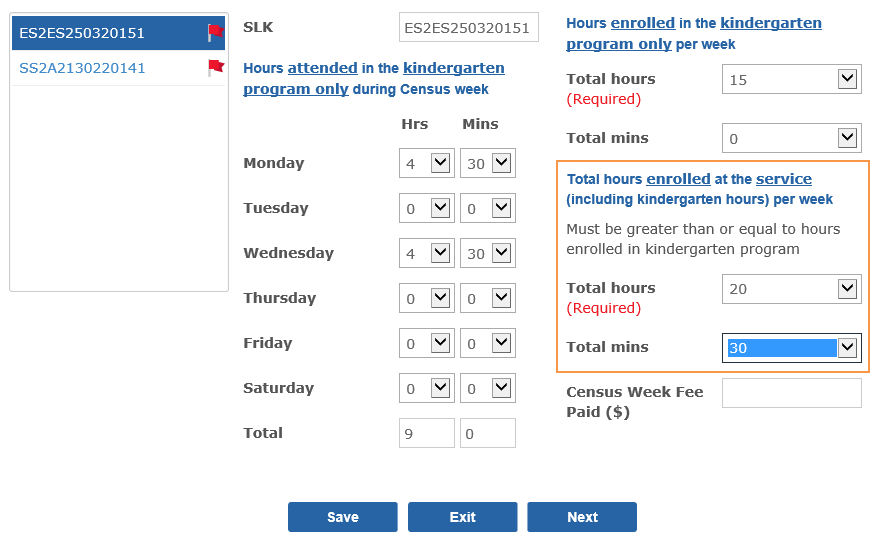 ES2ES250320151
SS2A2130220141
SLK ES2ES250320151
Hours attended in the kindergarten
program only during Census week
Hrs Mins
Monday 4 30
Tuesday 0 0
Wednesday 4 30
Thursday 0 0
Friday 0 0
Saturday 0 0
Total 9 0
Hours enrolled in the kindergarten
program only per week
Total hours 15
(Required)
Total mins 0
Total hours enrolled at the service
(including kindergarten hours) per week
Must be greater than or equal to hours
enrolled in kindergarten program
Total hours 20
(Required)
Total mins 30
Census Week Fee
Paid ($)
Save Exit Next